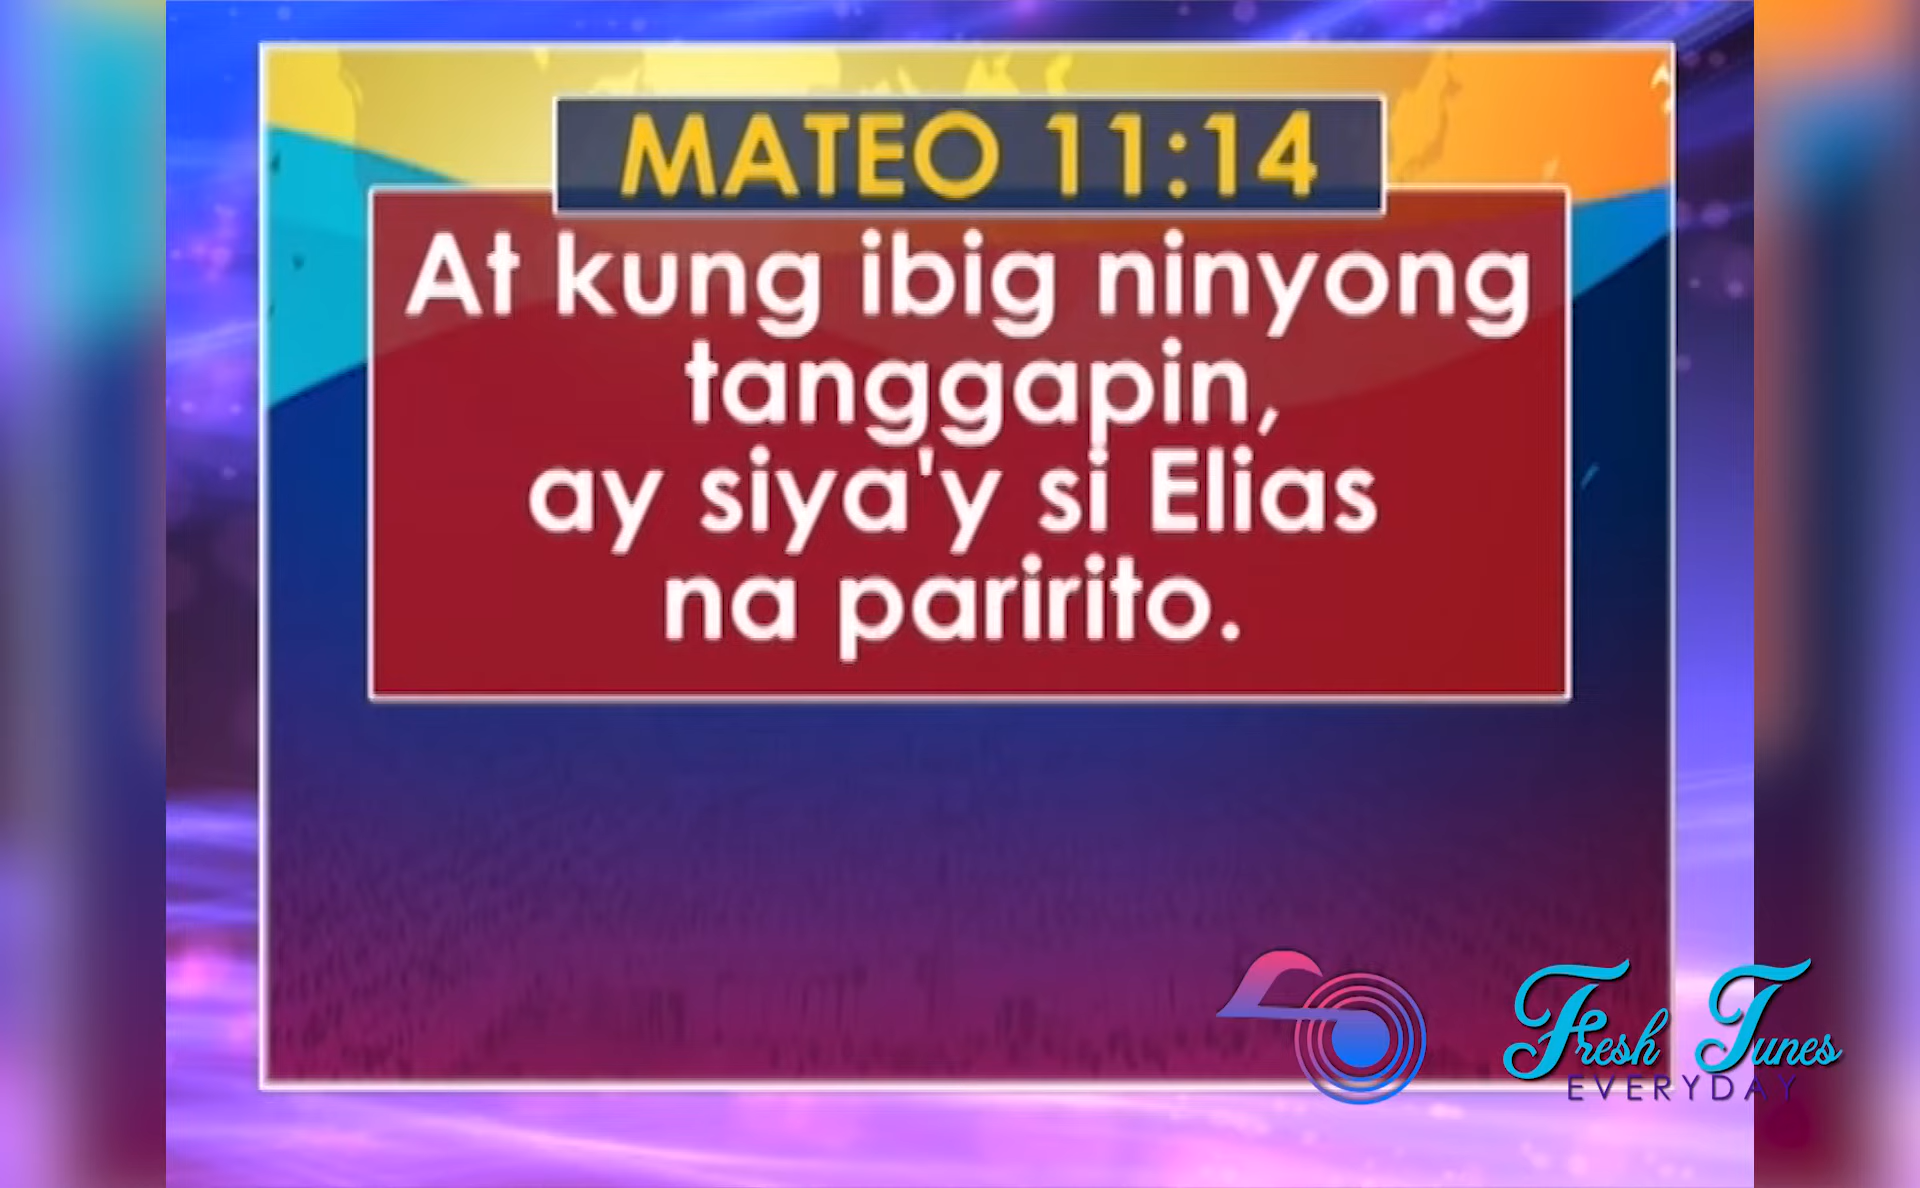 MATEO 11:14
At kung ibig ninyong
tanggapin,
ay siya'y si Elias
na paririto.
Fresh Tunes
EVERYDAY